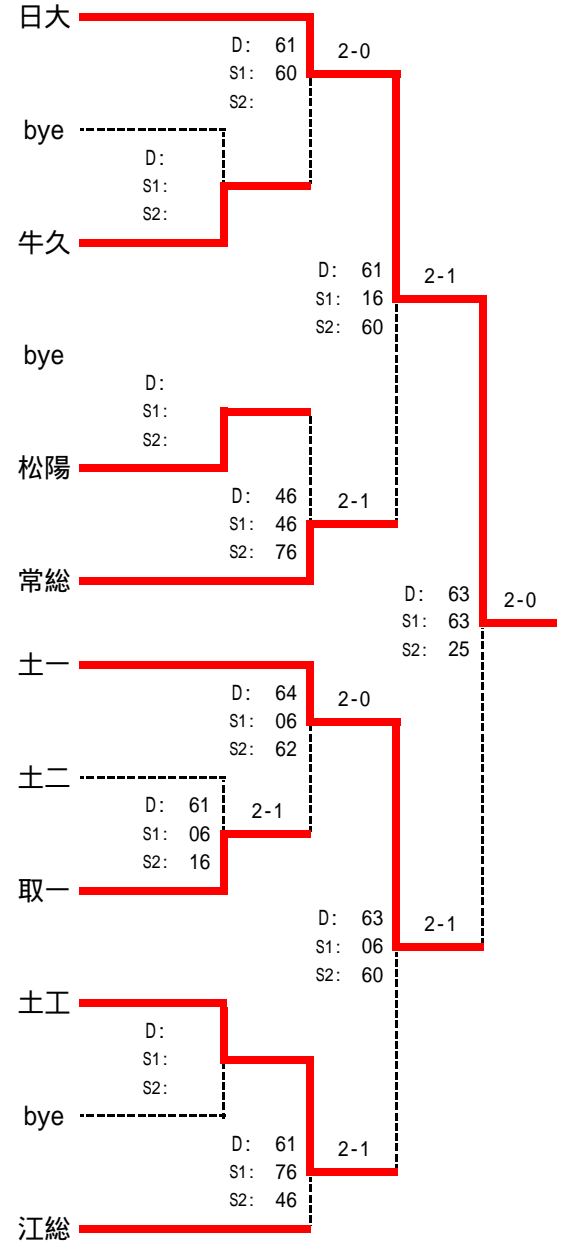 日大
D: 61 2-0
S1: 60
S2:
bye
D:
S1:
S2:
牛久
D: 61 2-1
S1: 16
S2: 60
bye
D:
S1:
S2:
松陽
D: 46 2-1
S1: 46
S2: 76
常総
D: 63 2-0
S1: 63
S2: 25
土一
D: 64 2-0
S1: 06
S2: 62
土二
D: 61 2-1
S1: 06
S2: 16
取一
D: 63 2-1
S1: 06
S2: 60
土工
D:
S1:
S2:
bye
D: 61 2-1
S1: 76
S2: 46
江総